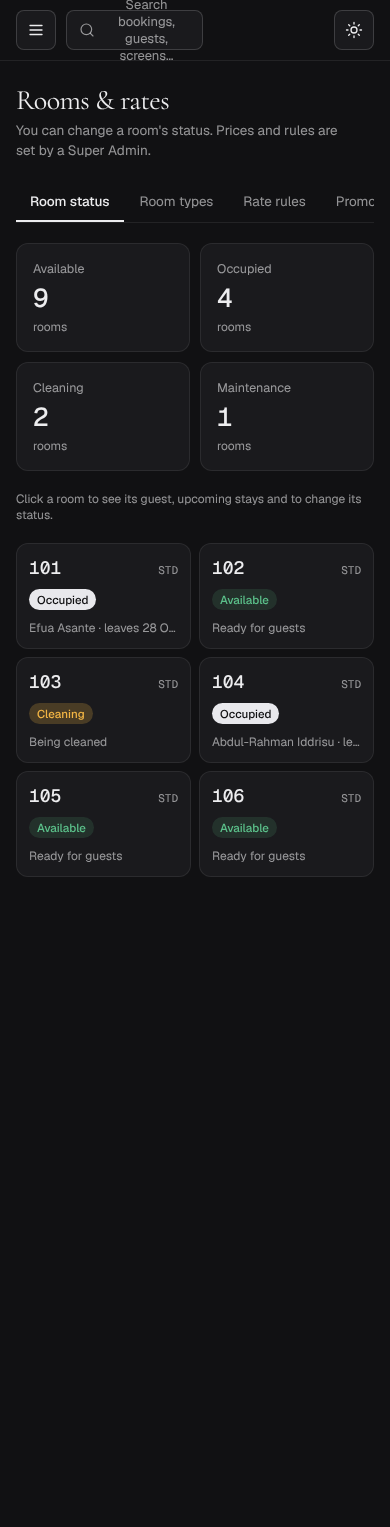 Search
bookings,
guests,
screens...
Rooms & rates
You can change a room's status. Prices and rules are
set by a Super Admin.
Room status Room types Rate rules Promo
Available Occupied
9 4
rooms rooms
Cleaning Maintenance
2 1
rooms rooms
Click a room to see its guest, upcoming stays and to change its
status.
101 STD 102 STD
Occupied Available
Efua Asante · leaves 28 O... Ready for guests
103 STD 104 STD
Cleaning Occupied
Being cleaned Abdul-Rahman Iddrisu · le...
105 STD 106 STD
Available Available
Ready for guests Ready for guests